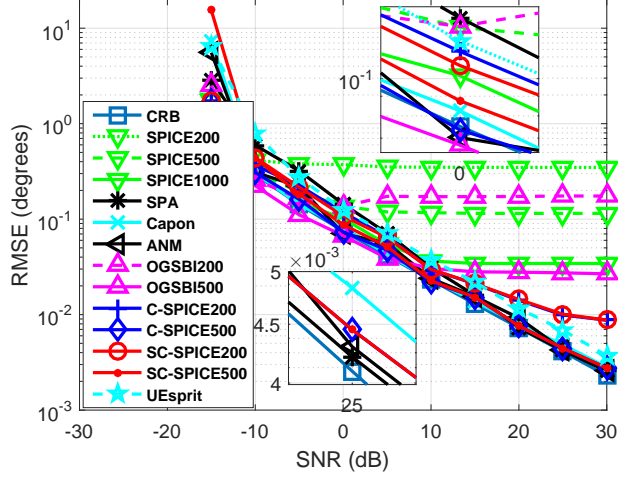 10^1
10^0
10^-1
10^-2
10^-3
RMSE (degrees)
-30
-20
-10
0
10
20
30
SNR (dB)
CRB
SPICE200
SPICE500
SPICE1000
SPA
Capon
ANM
OGSBI200
OGSBI500
C-SPICE200
C-SPICE500
SC-SPICE200
SC-SPICE500
UEsprit
10^-1
0
×10^-3
5
4.5
4
25